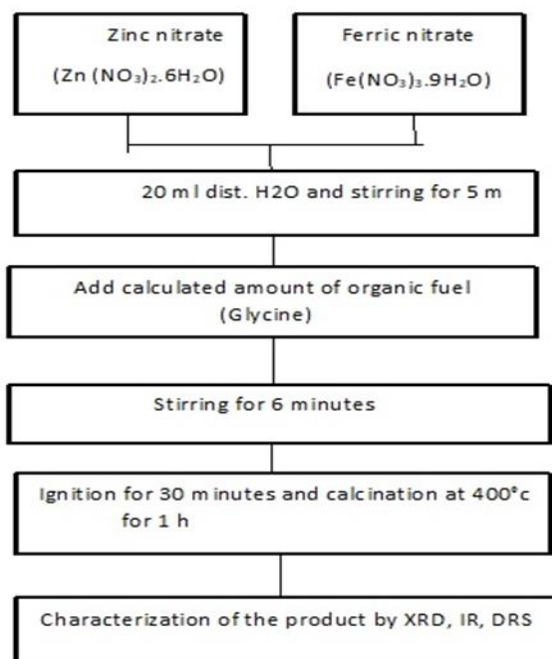 Zinc nitrate
(Zn (NO₃)₂.6H₂O)
Ferric nitrate
(Fe(NO₃)₃.9H₂O)
20 ml dist. H2O and stirring for 5 m
Add calculated amount of organic fuel
(Glycine)
Stirring for 6 minutes
Ignition for 30 minutes and calcination at 400°c
for 1 h
Characterization of the product by XRD, IR, DRS